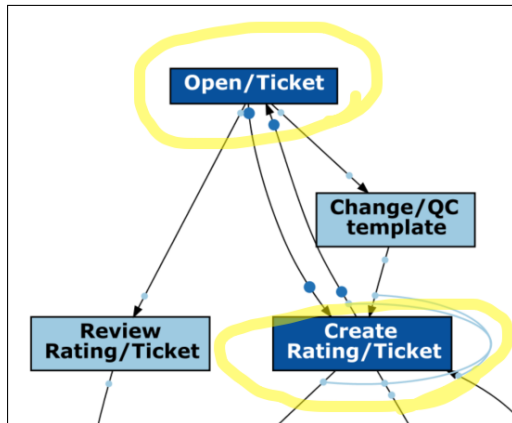 Open/Ticket
Change/QC
template
Review
Rating/Ticket
Create
Rating/Ticket